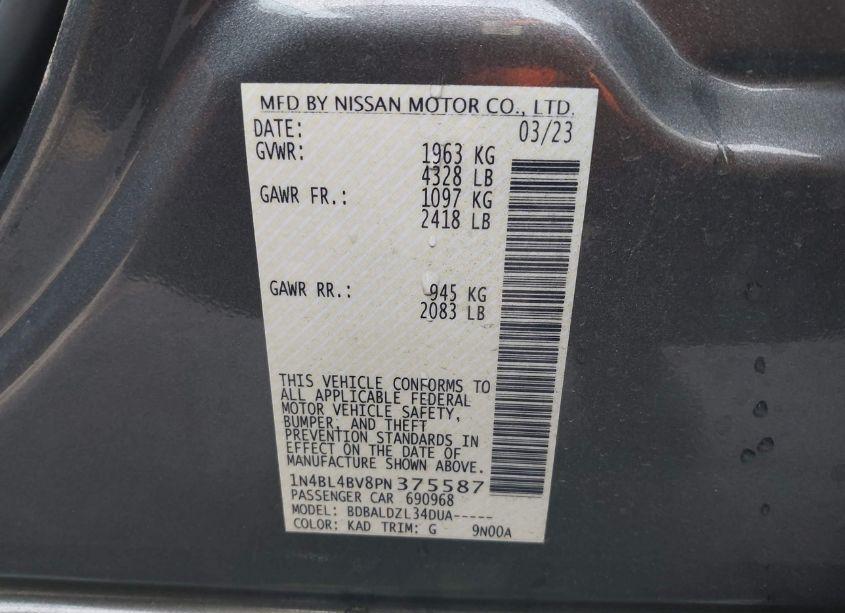 MFD BY NISSAN MOTOR CO., LTD.
DATE: 03/23
GVWR: 1963 KG
4328 LB
GAWR FR.: 1097 KG
2418 LB
GAWR RR.: 945 KG
2083 LB
THIS VEHICLE CONFORMS TO
ALL APPLICABLE FEDERAL
MOTOR VEHICLE SAFETY,
BUMPER, AND THEFT
PREVENTION STANDARDS IN
EFFECT ON THE DATE OF
MANUFACTURE SHOWN ABOVE.
1N4BL4BV8PN375587
PASSENGER CAR 690968
MODEL: BDBALDZL34DUA-----
COLOR: KAD TRIM: G 9N00A